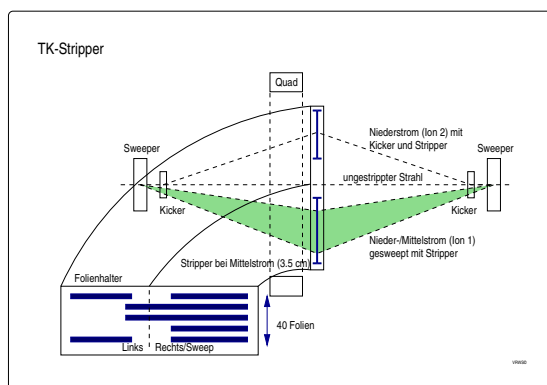 TK-Stripper
Quad
Niederstrom (Ion 2) mit
Kicker und Stripper
Sweeper
Sweeper
ungestrippter Strahl
Kicker
Kicker
Nieder-/Mittelstrom (Ion 1)
gesweept mit Stripper
Stripper bei Mittelstrom (3.5 cm)
Folienhalter
40 Folien
Links
Rechts/Sweep